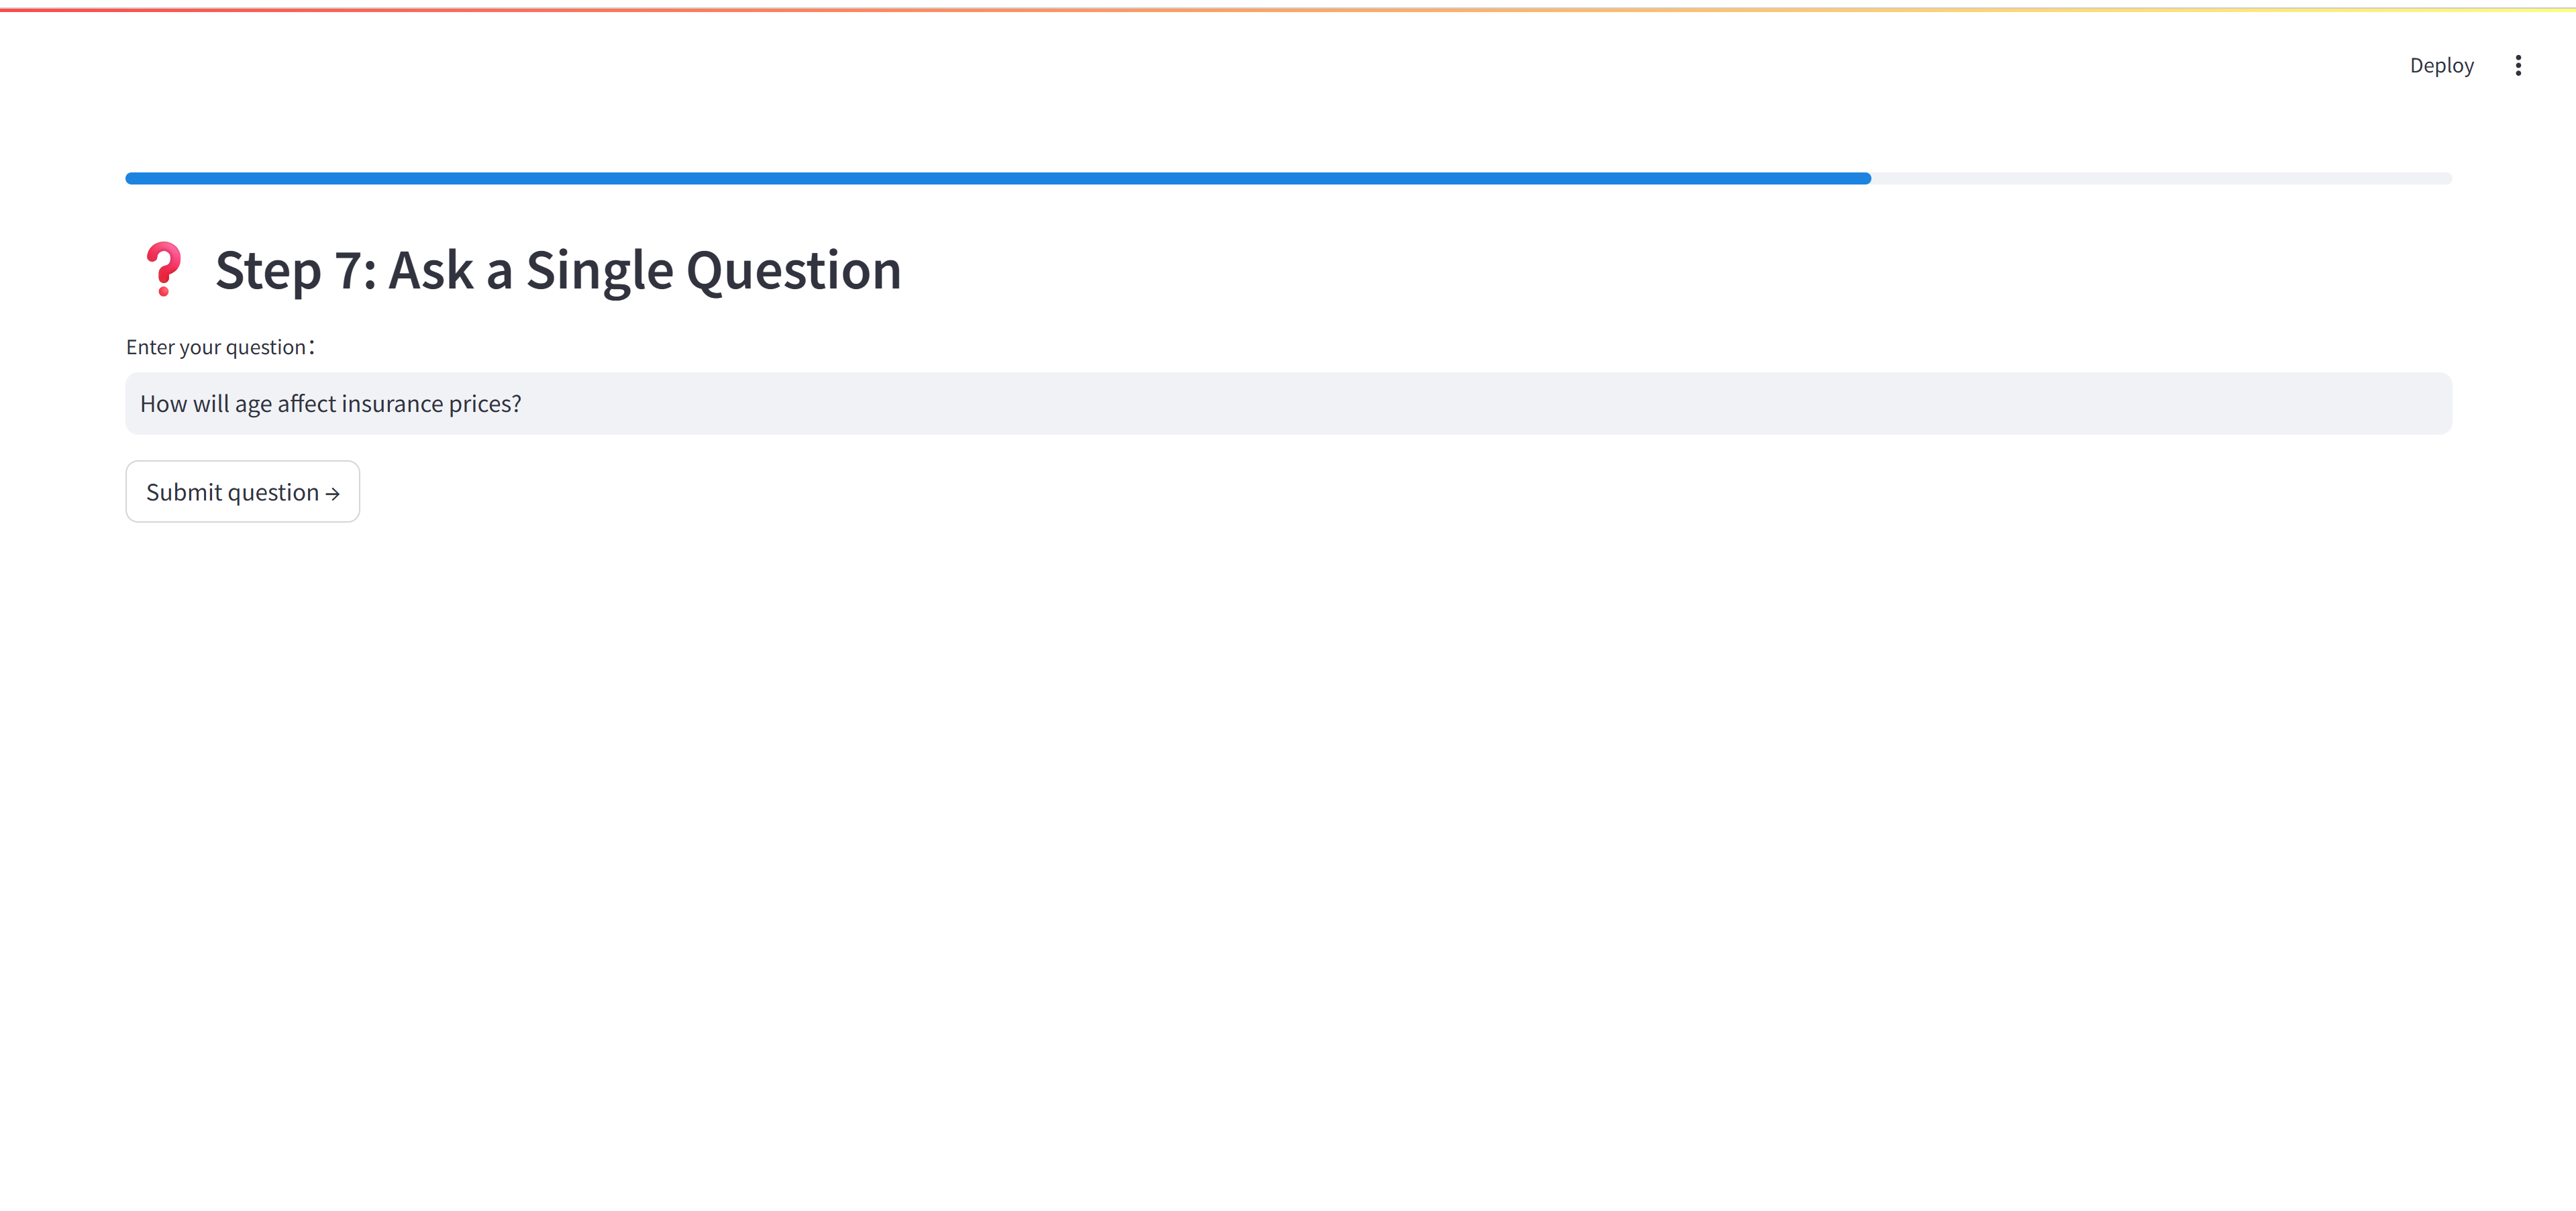 Deploy
❓ Step 7: Ask a Single Question
Enter your question：
How will age affect insurance prices?
Submit question →